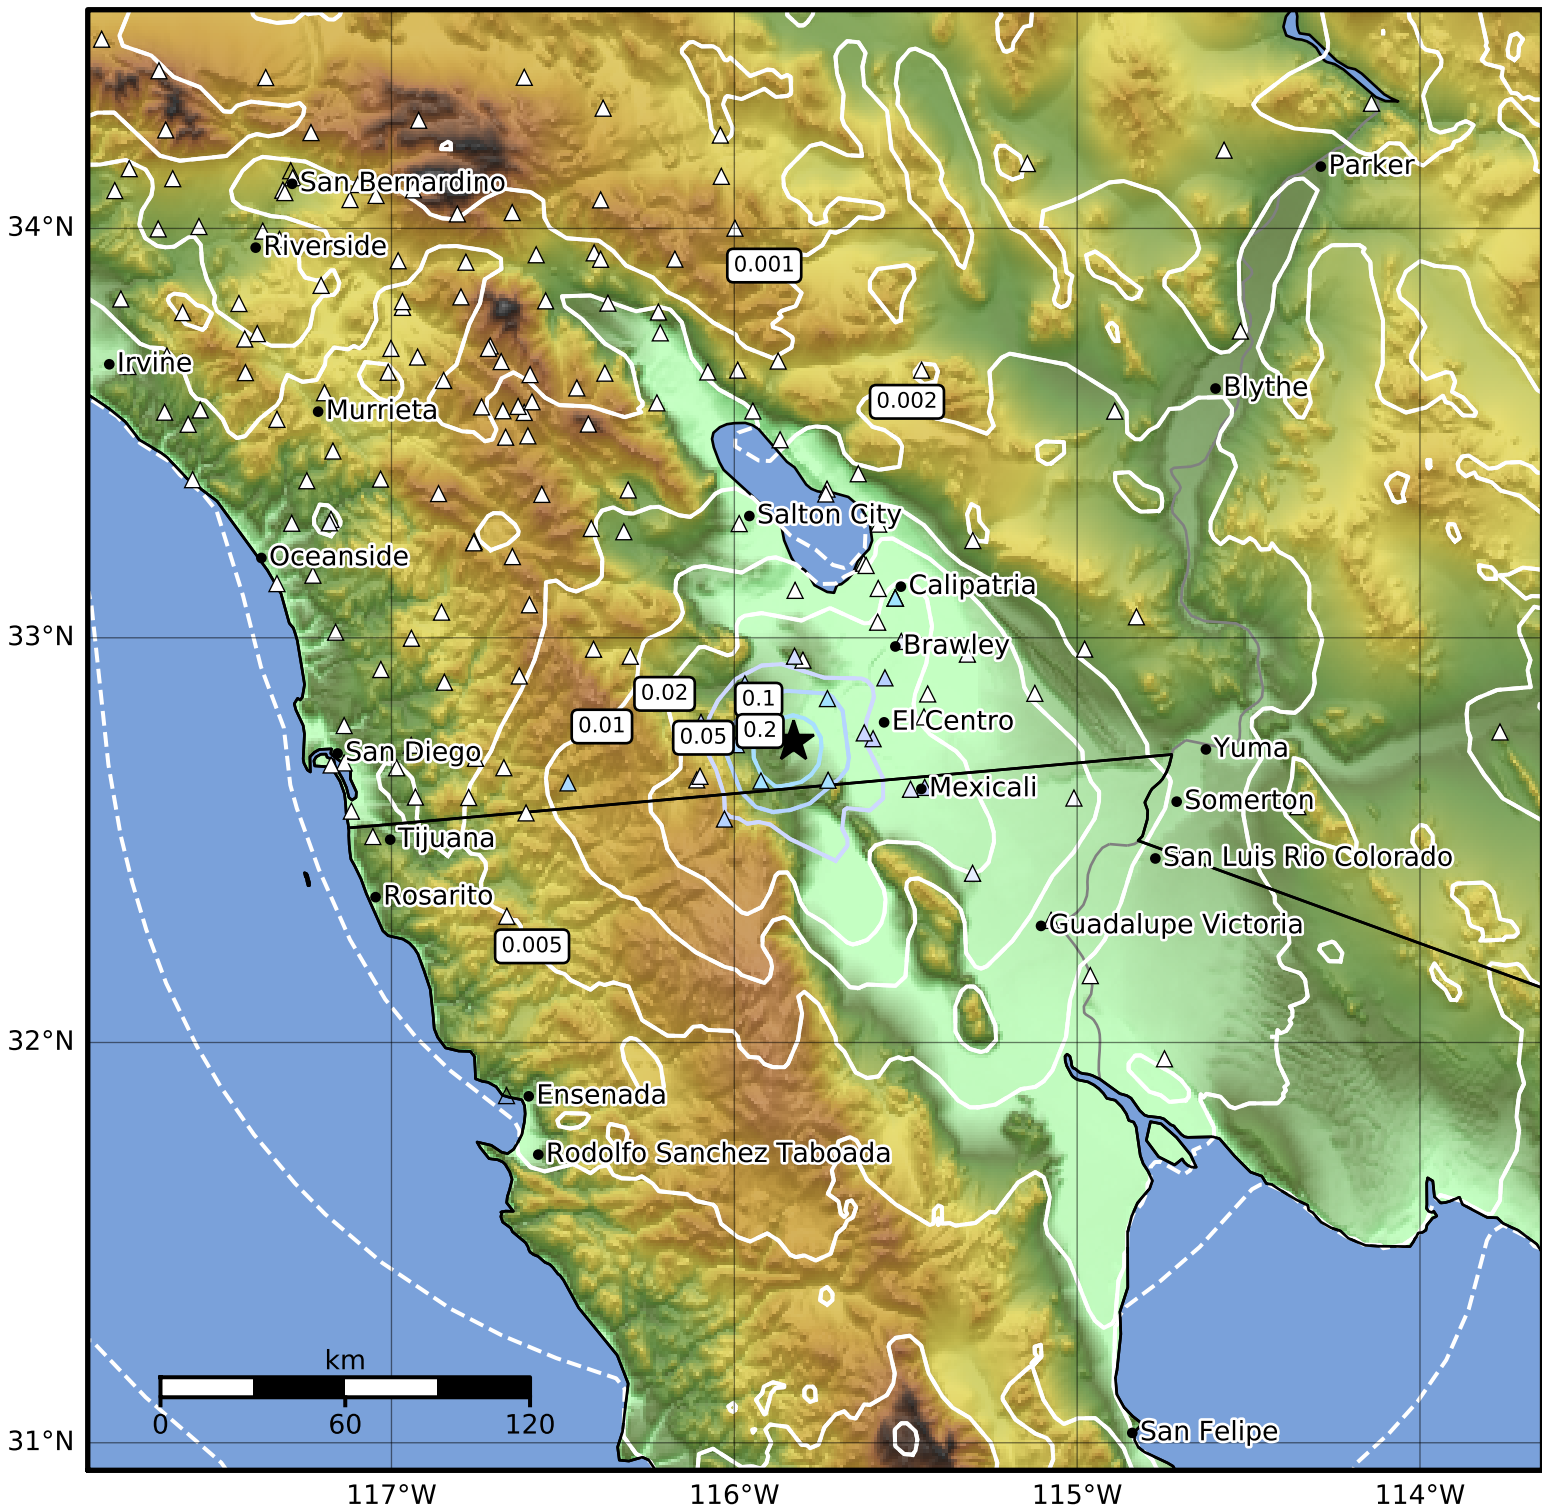 Parker
San Bernardino
34°N
Riverside
0.001
Irvine
Blythe
0.002
Murrieta
Salton City
Oceanside
Calipatria
33°N
Brawley
0.02
0.1
0.01
0.2
El Centro
0.05
San Diego
Yuma
Mexicali
Somerton
Tijuana
San Luis Rio Colorado
Rosarito
Guadalupe Victoria
0.005
32°N
Ensenada
Rodolfo Sanchez Taboada
km
0 60 120
San Felipe
31°N
117°W 116°W 115°W 114°W